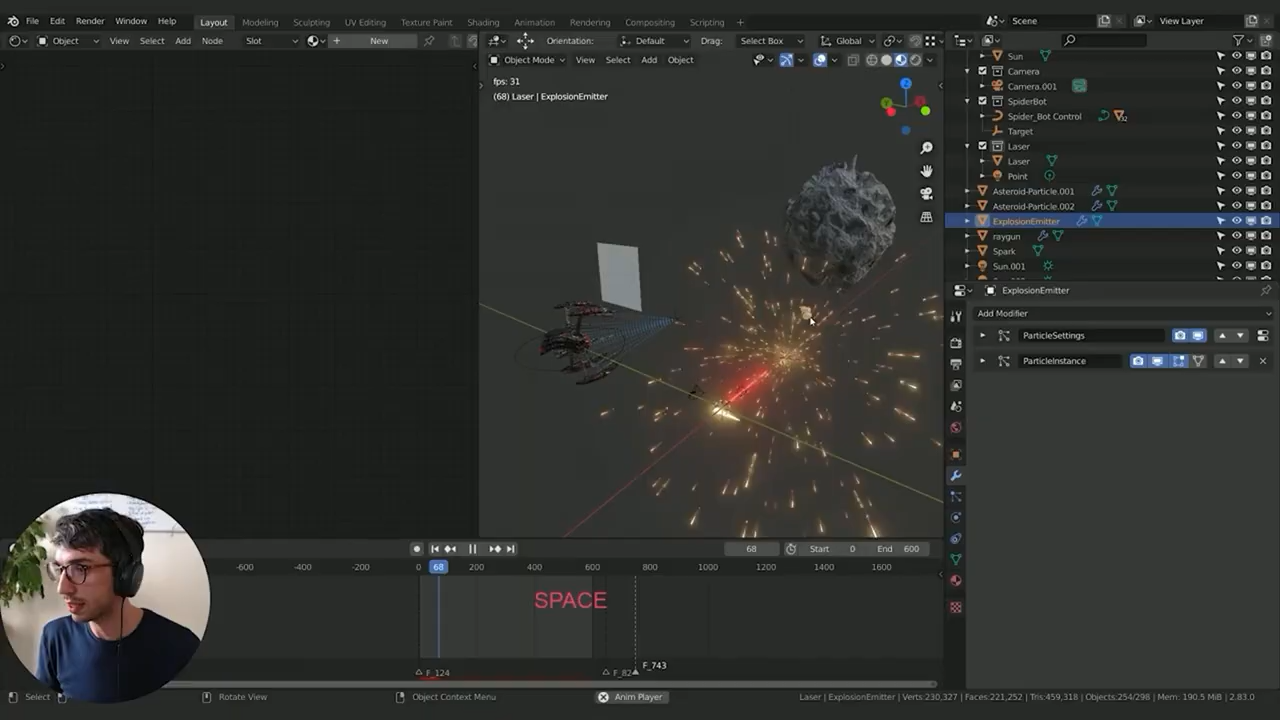 File Edit Render Window Help Layout Modeling Sculpting UV Editing Texture Paint Shading Animation Rendering Compositing Scripting + Scene View Layer
Object View Select Add Node Slot New Orientation: Default Drag: Select Box Global
Object Mode View Select Add Object
fps: 31
(68) Laser | ExplosionEmitter
Sun
Camera
Camera.001
SpiderBot
Spider_Bot Control
Target
Laser
Laser
Point
Asteroid-Particle.001
Asteroid-Particle.002
ExplosionEmitter
raygun
Spark
Sun.001
ExplosionEmitter
Add Modifier
ParticleSettings
ParticleInstance
68 Start 0 End 600
-600 -400 -200 0 68 200 400 600 800 1000 1200 1400 1600
SPACE
F_124 F_82 F_743
Select Rotate View Object Context Menu Anim Player Laser | ExplosionEmitter | Verts:230,327 | Faces:221,252 | Tris:459,318 | Objects:254/298 | Mem: 190.5 MiB | 2.83.0